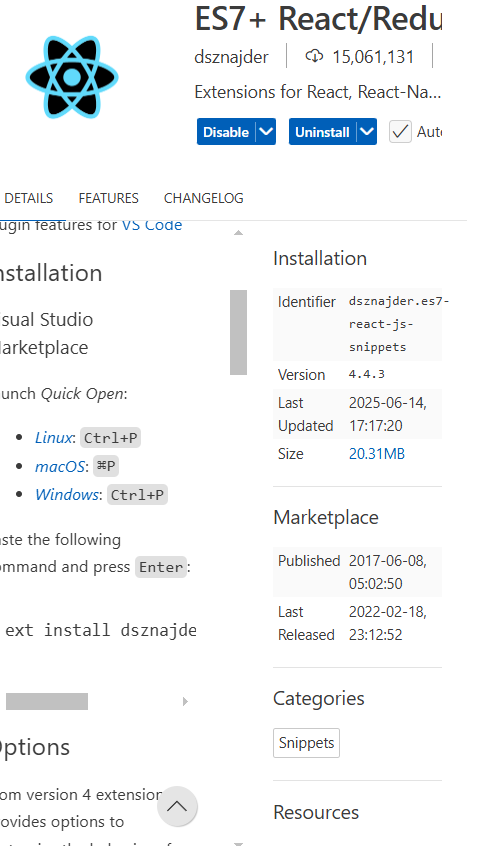 ES7+ React/Redu
dsznajder 15,061,131
Extensions for React, React-Na...
Disable Uninstall Auto
DETAILS FEATURES CHANGELOG
ugin features for VS Code
nstallation
isual Studio
arketplace
unch Quick Open:
Linux: Ctrl+P
macOS: ⌘P
Windows: Ctrl+P
aste the following
ommand and press Enter:
ext install dsznajde
Options
om version 4 extension
rovides options to
Installation
Identifier dsznajder.es7-
react-js-
snippets
Version 4.4.3
Last 2025-06-14,
Updated 17:17:20
Size 20.31MB
Marketplace
Published 2017-06-08,
05:02:50
Last 2022-02-18,
Released 23:12:52
Categories
Snippets
Resources